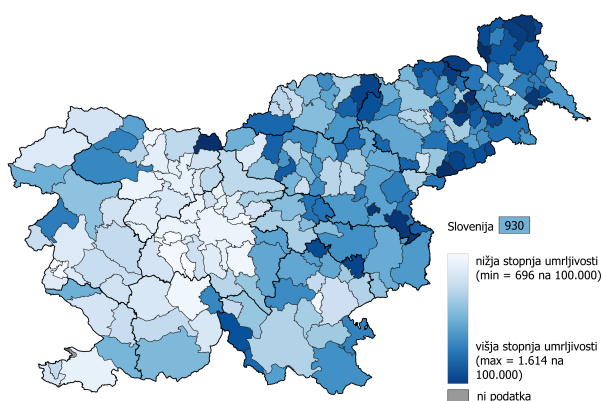 Slovenija 930
nižja stopnja umrljivosti
(min = 696 na 100.000)
višja stopnja umrljivosti
(max = 1.614 na
100.000)
ni podatka